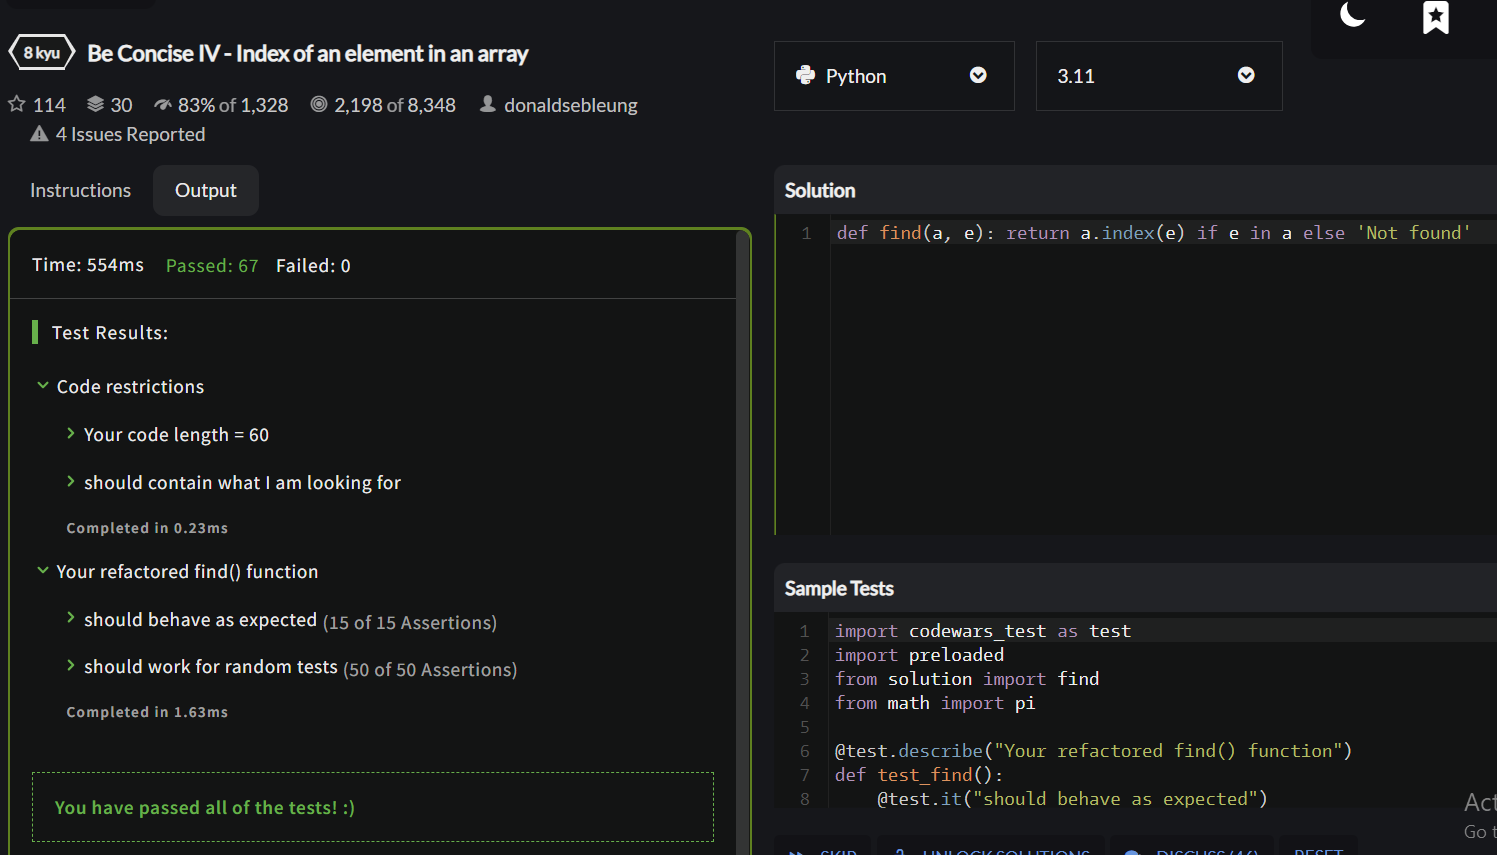 8 kyu Be Concise IV - Index of an element in an array
114 30 83% of 1,328 2,198 of 8,348 donaldsebleung
4 Issues Reported
Instructions Output
Time: 554ms Passed: 67 Failed: 0
Test Results:
Code restrictions
Your code length = 60
should contain what I am looking for
Completed in 0.23ms
Your refactored find() function
should behave as expected (15 of 15 Assertions)
should work for random tests (50 of 50 Assertions)
Completed in 1.63ms
You have passed all of the tests! :)
Python 3.11
Solution
1 def find(a, e): return a.index(e) if e in a else 'Not found'
Sample Tests
1 import codewars_test as test
2 import preloaded
3 from solution import find
4 from math import pi
5
6 @test.describe("Your refactored find() function")
7 def test_find():
8 @test.it("should behave as expected")
SKIP UNLOCK SOLUTIONS DISCUSS (46) RESET
Act
Go t